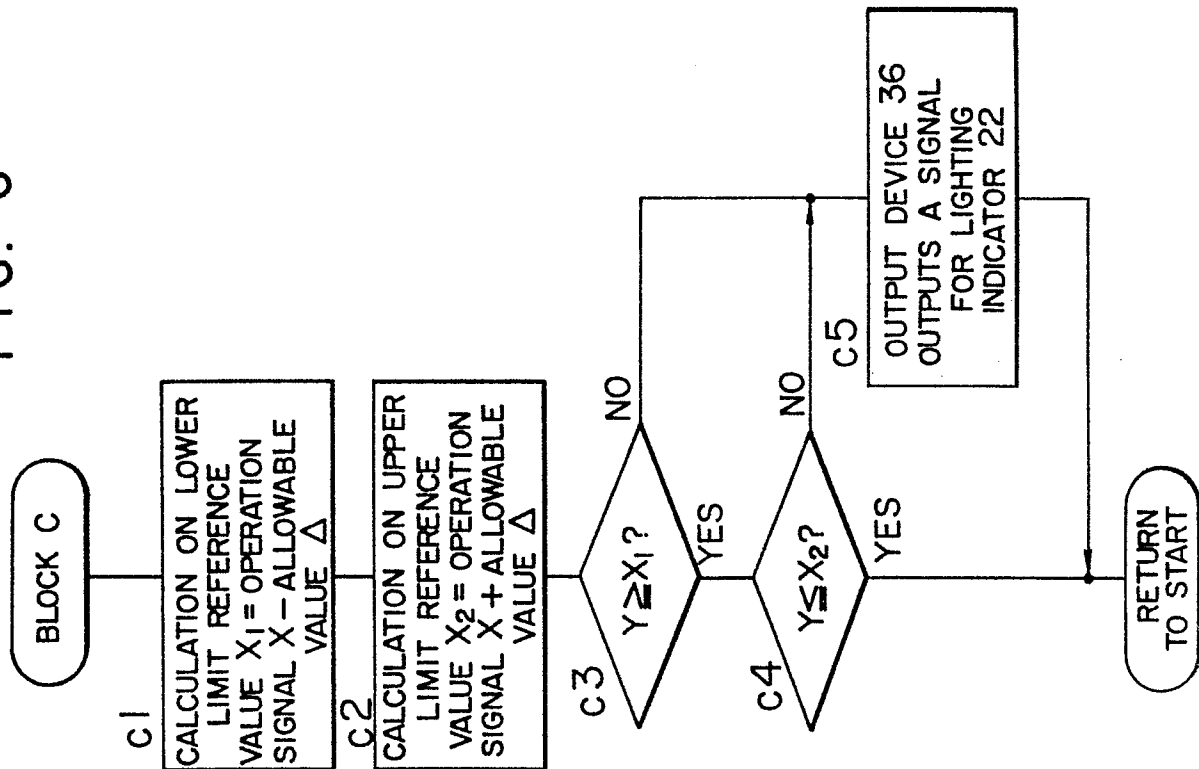 BLOCK C
c1
CALCULATION ON LOWER
LIMIT REFERENCE
VALUE X₁ = OPERATION
SIGNAL X − ALLOWABLE
VALUE △
c2
CALCULATION ON UPPER
LIMIT REFERENCE
VALUE X₂ = OPERATION
SIGNAL X + ALLOWABLE
VALUE △
c3
Y ≧ X₁?
NO
YES
c4
Y ≦ X₂?
NO
YES
c5
OUTPUT DEVICE 36
OUTPUTS A SIGNAL
FOR LIGHTING
INDICATOR 22
RETURN
TO START